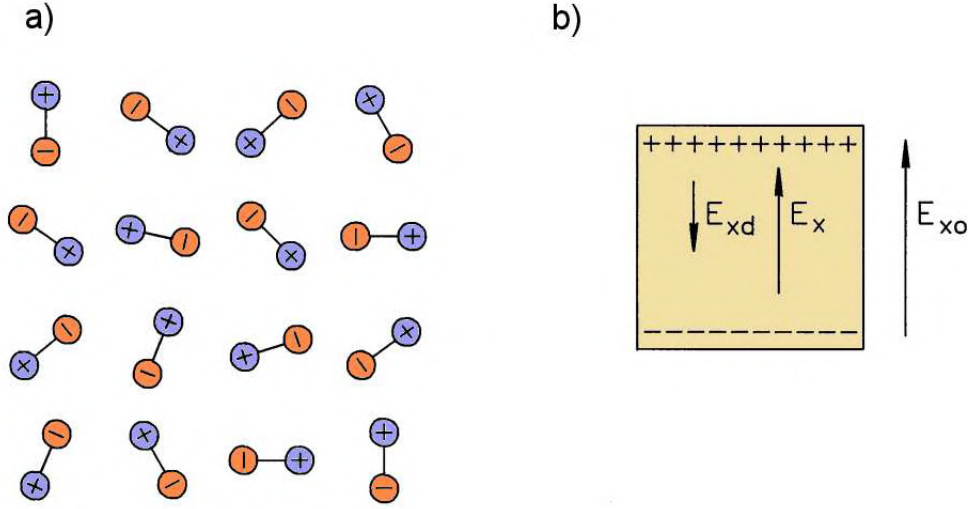 a)
b)
+ + + + + + + + + +
E_xd
E_x
E_xo
– – – – – – – – – – –